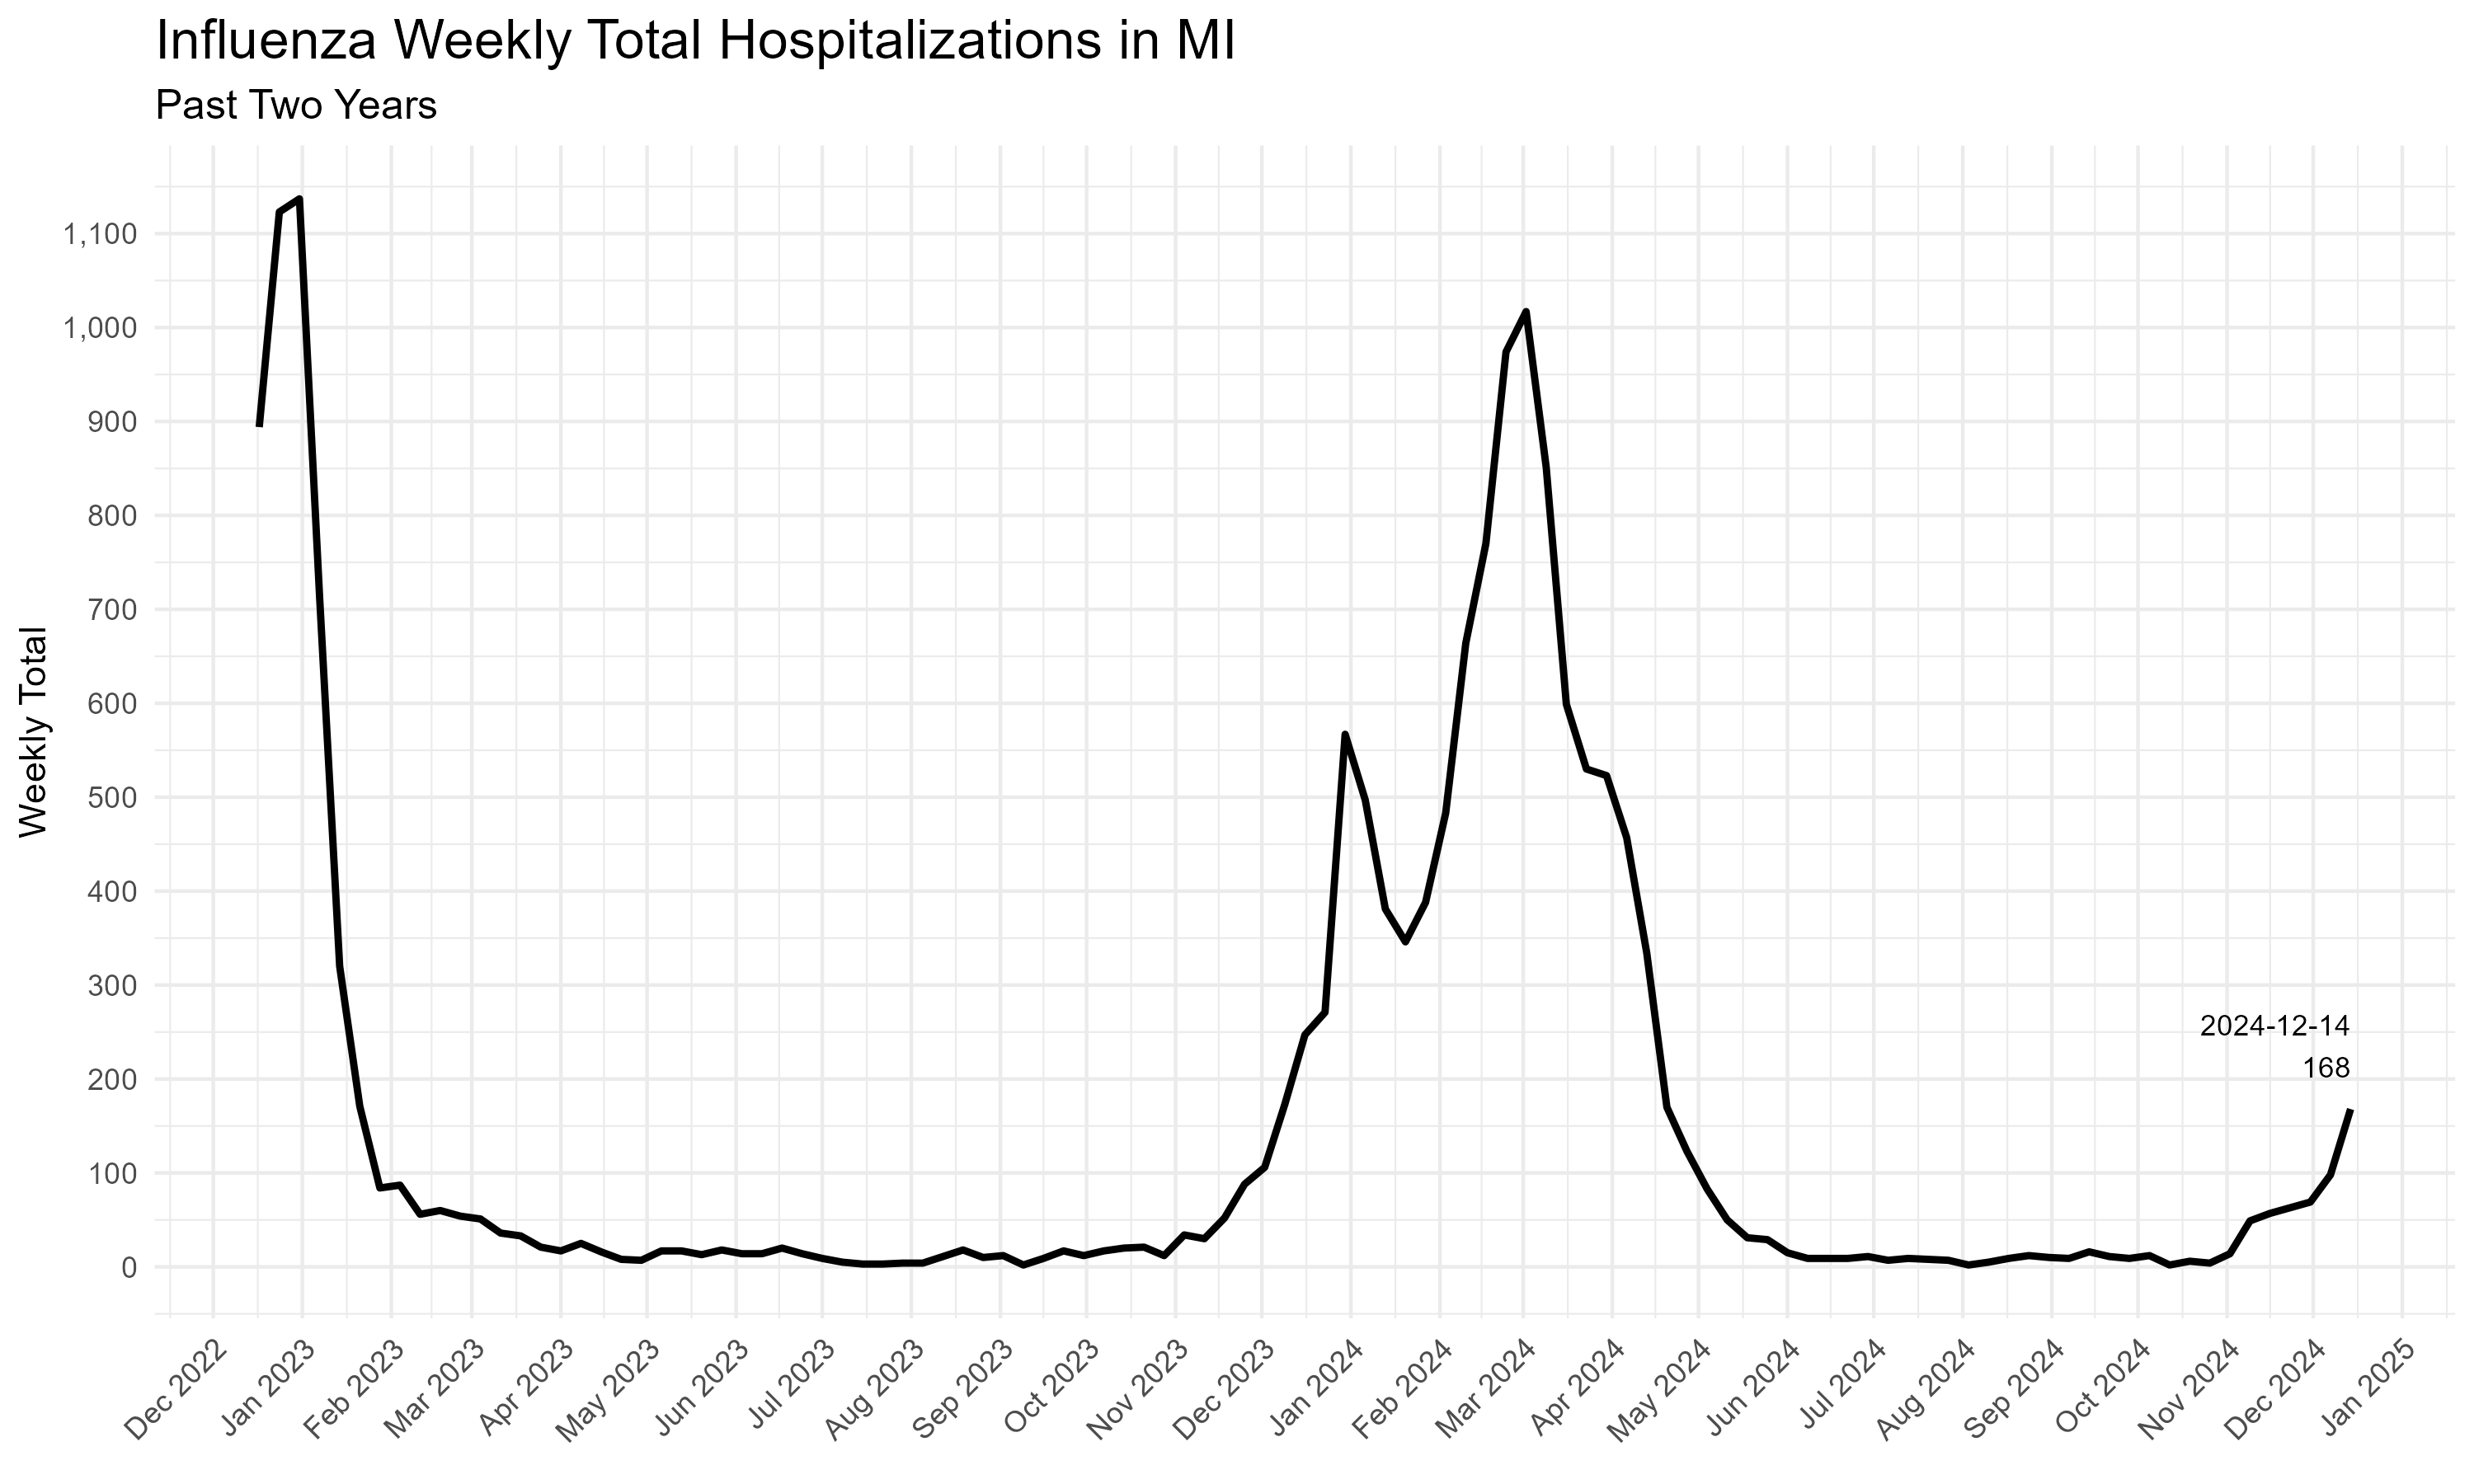 Influenza Weekly Total Hospitalizations in MI
Past Two Years
Weekly Total
1,100
1,000
900
800
700
600
500
400
300
200
100
0
2024-12-14
168
Dec 2022
Jan 2023
Feb 2023
Mar 2023
Apr 2023
May 2023
Jun 2023
Jul 2023
Aug 2023
Sep 2023
Oct 2023
Nov 2023
Dec 2023
Jan 2024
Feb 2024
Mar 2024
Apr 2024
May 2024
Jun 2024
Jul 2024
Aug 2024
Sep 2024
Oct 2024
Nov 2024
Dec 2024
Jan 2025